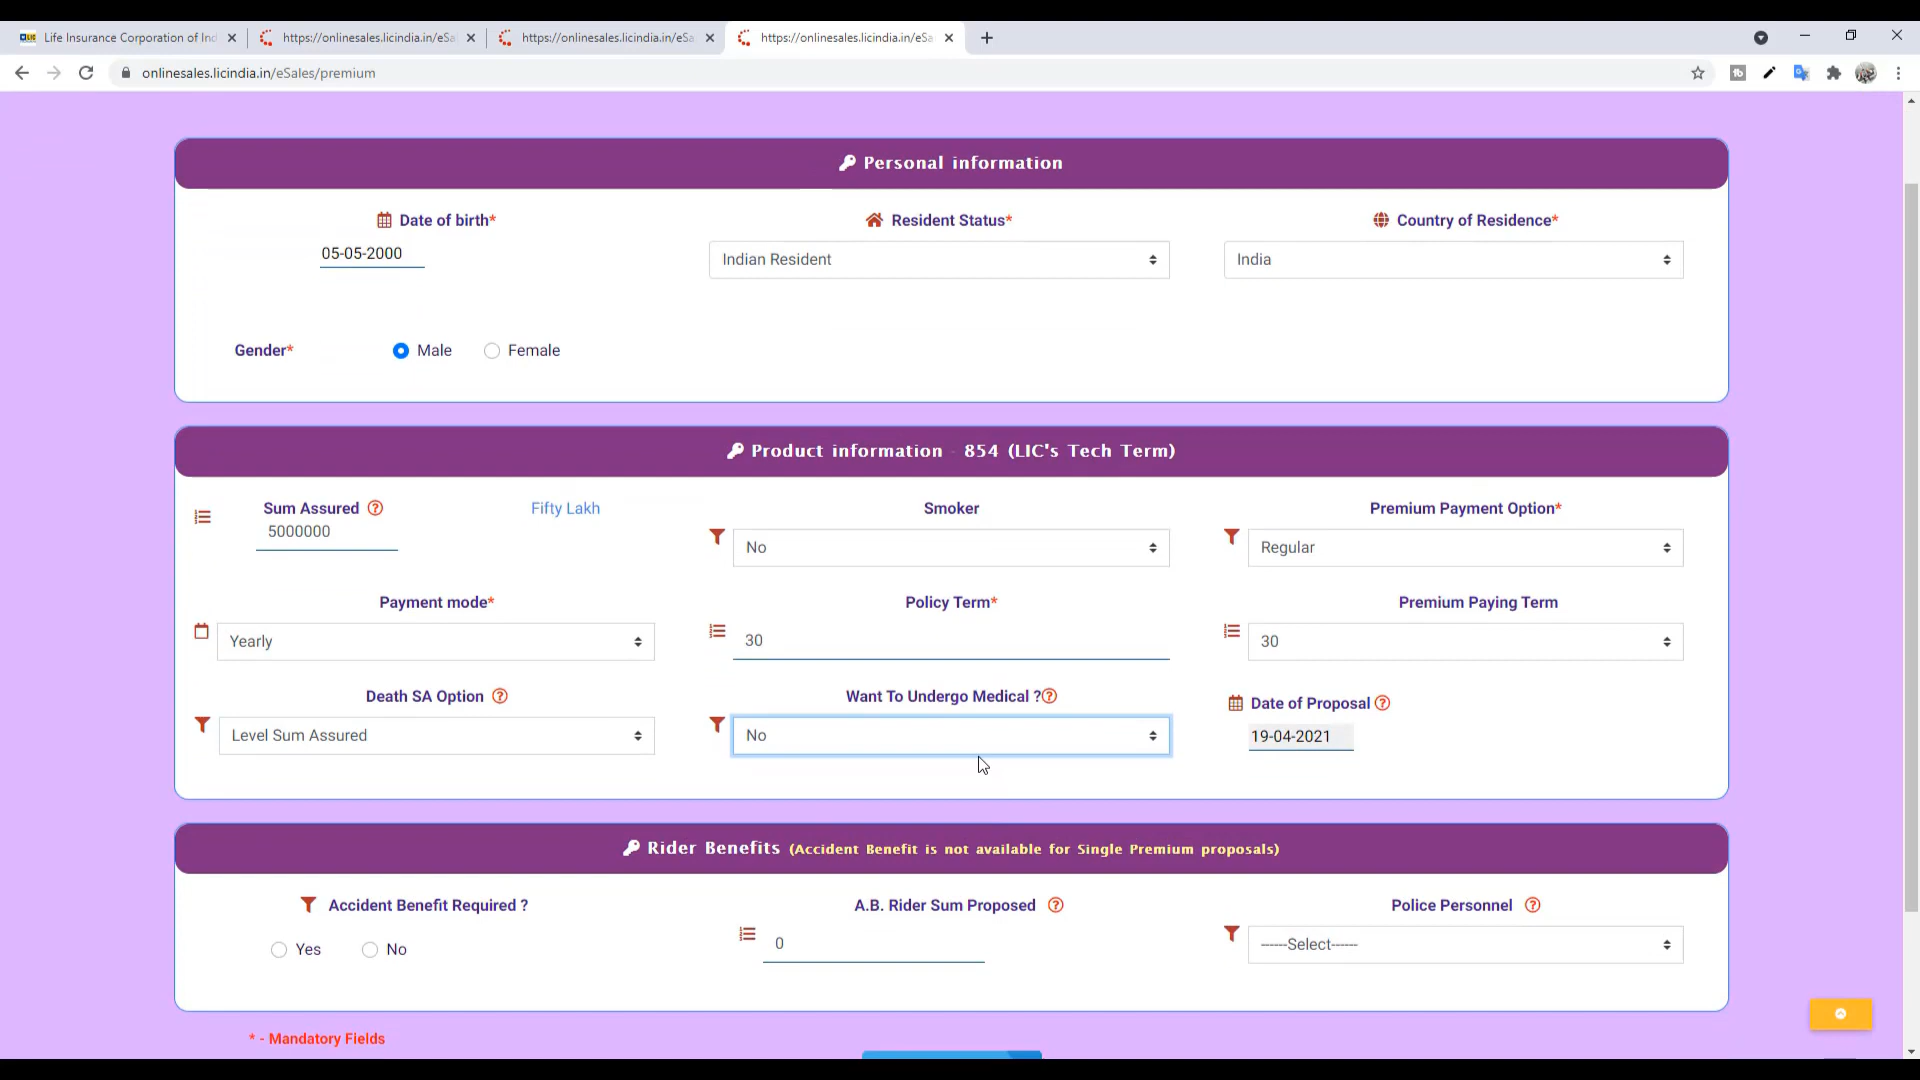 Life Insurance Corporation of Ind
https://onlinesales.licindia.in/eSa
https://onlinesales.licindia.in/eSa
https://onlinesales.licindia.in/eSa
onlinesales.licindia.in/eSales/premium
Personal information
Date of birth*
Resident Status*
Country of Residence*
05-05-2000
Indian Resident
India
Gender*
Male
Female
Product information - 854 (LIC's Tech Term)
Sum Assured
Fifty Lakh
Smoker
Premium Payment Option*
5000000
No
Regular
Payment mode*
Policy Term*
Premium Paying Term
Yearly
30
30
Death SA Option
Want To Undergo Medical ?
Date of Proposal
Level Sum Assured
No
19-04-2021
Rider Benefits (Accident Benefit is not available for Single Premium proposals)
Accident Benefit Required ?
A.B. Rider Sum Proposed
Police Personnel
Yes
No
0
------Select------
* - Mandatory Fields